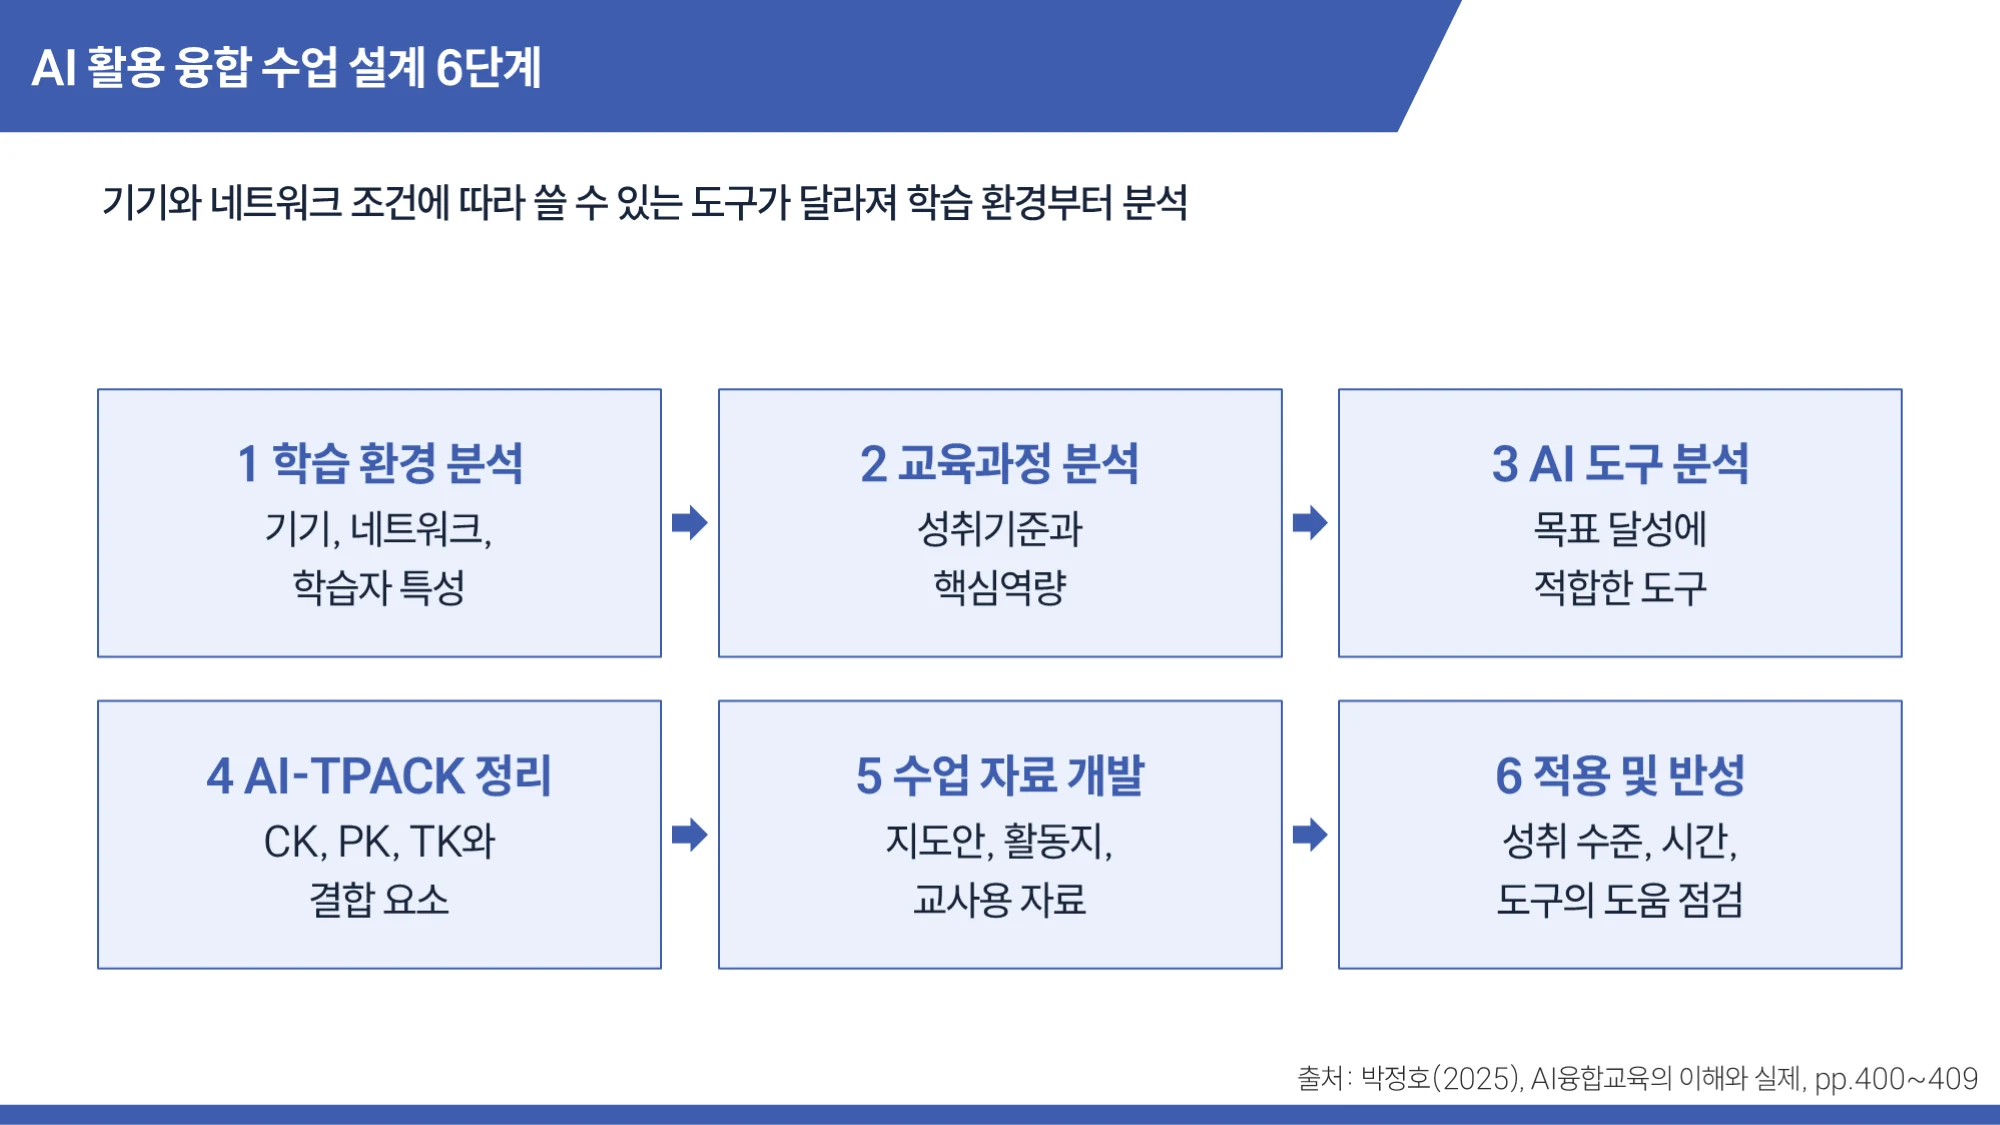 AI 활용 융합 수업 설계 6단계
기기와 네트워크 조건에 따라 쓸 수 있는 도구가 달라져 학습 환경부터 분석
1 학습 환경 분석
기기, 네트워크,
학습자 특성
2 교육과정 분석
성취기준과
핵심역량
3 AI 도구 분석
목표 달성에
적합한 도구
4 AI-TPACK 정리
CK, PK, TK와
결합 요소
5 수업 자료 개발
지도안, 활동지,
교사용 자료
6 적용 및 반성
성취 수준, 시간,
도구의 도움 점검
출처: 박정호(2025), AI융합교육의 이해와 실제, pp.400~409